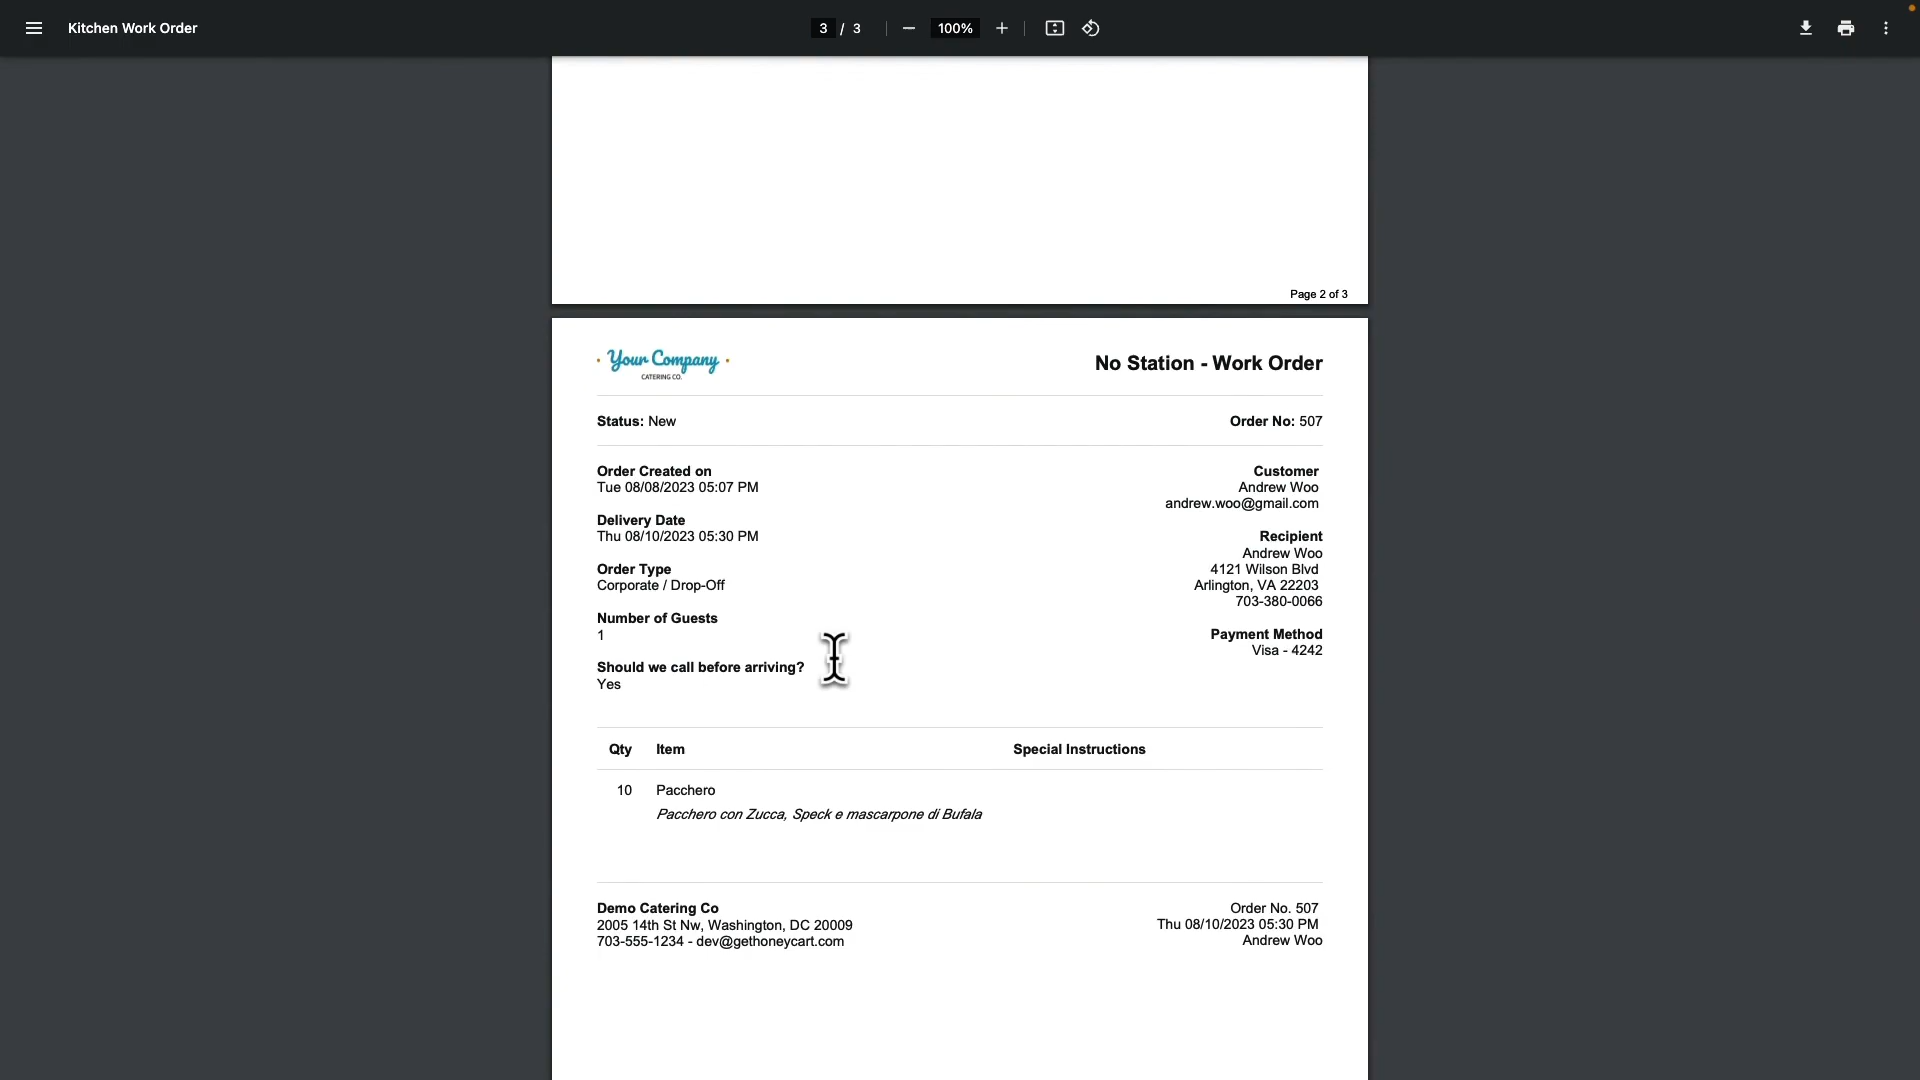 Kitchen Work Order
3 / 3
100%
Page 2 of 3
Your Company
CATERING CO.
No Station - Work Order
Status: New
Order No: 507
Order Created on
Tue 08/08/2023 05:07 PM
Delivery Date
Thu 08/10/2023 05:30 PM
Order Type
Corporate / Drop-Off
Number of Guests
1
Should we call before arriving?
Yes
Customer
Andrew Woo
andrew.woo@gmail.com
Recipient
Andrew Woo
4121 Wilson Blvd
Arlington, VA 22203
703-380-0066
Payment Method
Visa - 4242
Qty Item Special Instructions
10 Pacchero
Pacchero con Zucca, Speck e mascarpone di Bufala
Demo Catering Co
2005 14th St Nw, Washington, DC 20009
703-555-1234 - dev@gethoneycart.com
Order No. 507
Thu 08/10/2023 05:30 PM
Andrew Woo